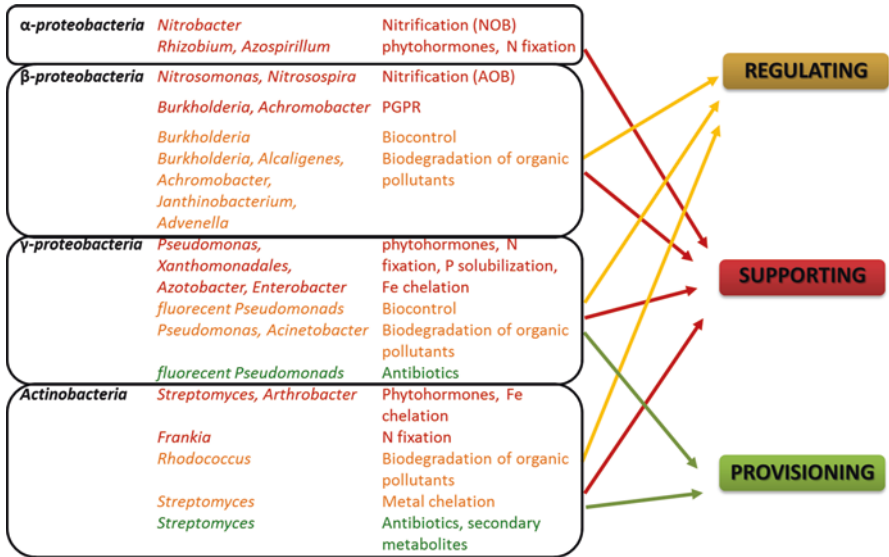 α-proteobacteria Nitrobacter Nitrification (NOB)
Rhizobium, Azospirillum phytohormones, N fixation
β-proteobacteria Nitrosomonas, Nitrosospira Nitrification (AOB)
Burkholderia, Achromobacter PGPR
Burkholderia Biocontrol
Burkholderia, Alcaligenes, Biodegradation of organic
Achromobacter, pollutants
Janthinobacterium,
Advenella
γ-proteobacteria Pseudomonas, phytohormones, N
Xanthomonadales, fixation, P solubilization,
Azotobacter, Enterobacter Fe chelation
fluorecent Pseudomonads Biocontrol
Pseudomonas, Acinetobacter Biodegradation of organic
pollutants
fluorecent Pseudomonads Antibiotics
Actinobacteria Streptomyces, Arthrobacter Phytohormones, Fe
chelation
Frankia N fixation
Rhodococcus Biodegradation of organic
pollutants
Streptomyces Metal chelation
Streptomyces Antibiotics, secondary
metabolites
REGULATING
SUPPORTING
PROVISIONING